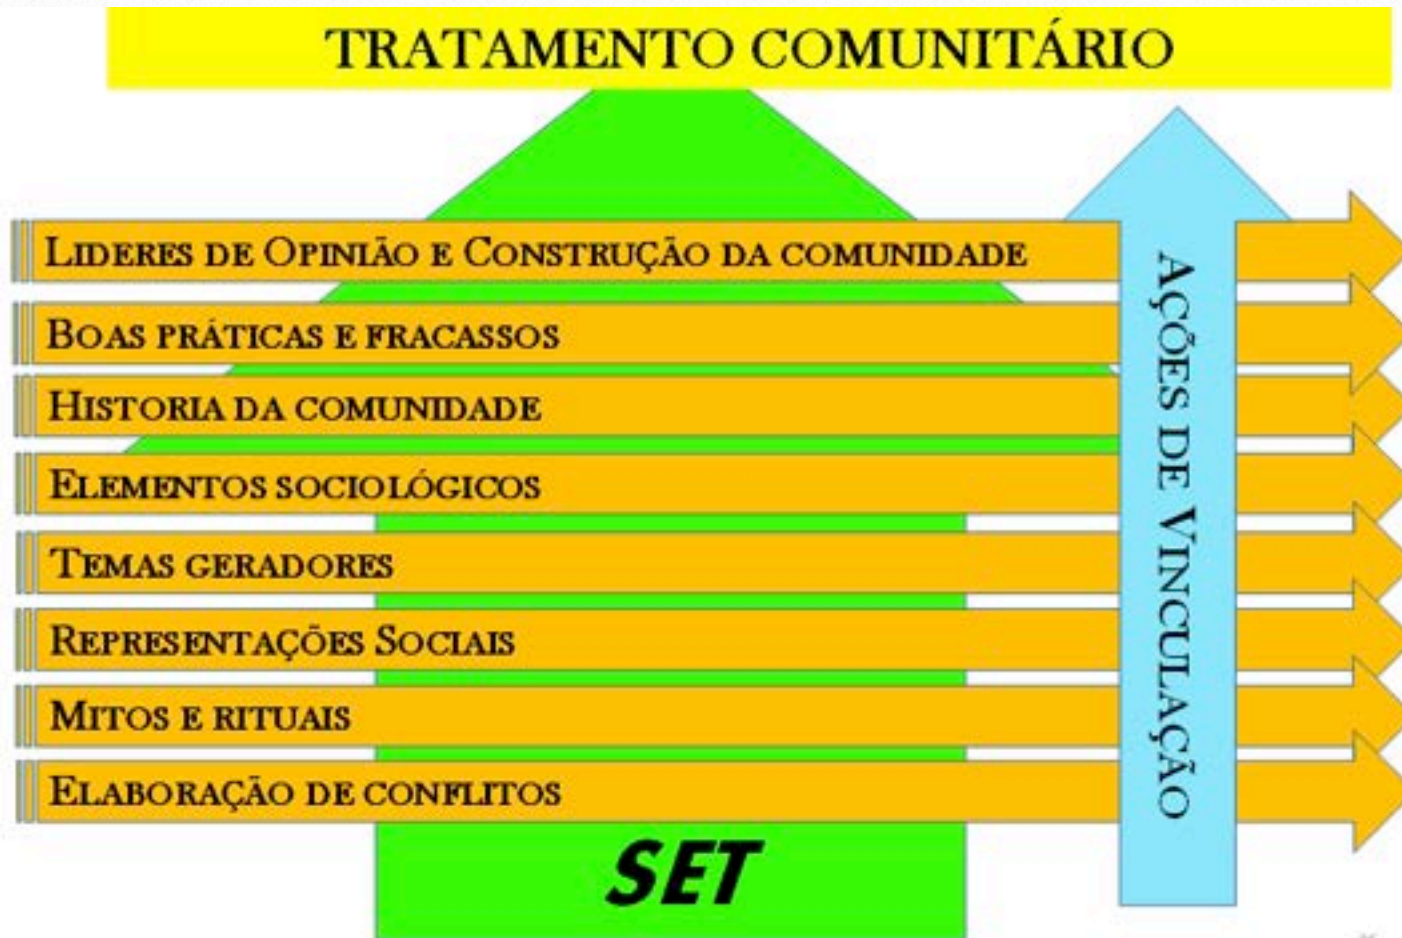 TRATAMENTO COMUNITÁRIO
LIDERES DE OPINIÃO E CONSTRUÇÃO DA COMUNIDADE
BOAS PRÁTICAS E FRACASSOS
HISTORIA DA COMUNIDADE
ELEMENTOS SOCIOLÓGICOS
TEMAS GERADORES
REPRESENTAÇÕES SOCIAIS
MITOS E RITUAIS
ELABORAÇÃO DE CONFLITOS
SET
AÇÕES DE VINCULAÇÃO